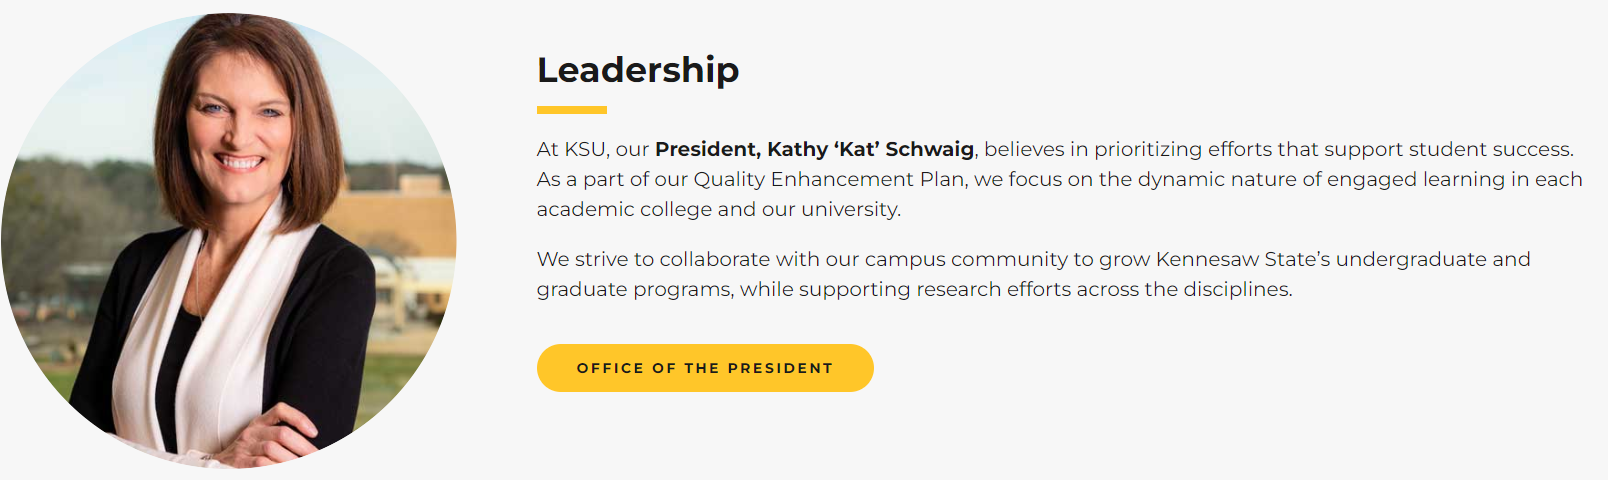 Leadership
At KSU, our President, Kathy ‘Kat’ Schwaig, believes in prioritizing efforts that support student success.
As a part of our Quality Enhancement Plan, we focus on the dynamic nature of engaged learning in each
academic college and our university.
We strive to collaborate with our campus community to grow Kennesaw State’s undergraduate and
graduate programs, while supporting research efforts across the disciplines.
OFFICE OF THE PRESIDENT